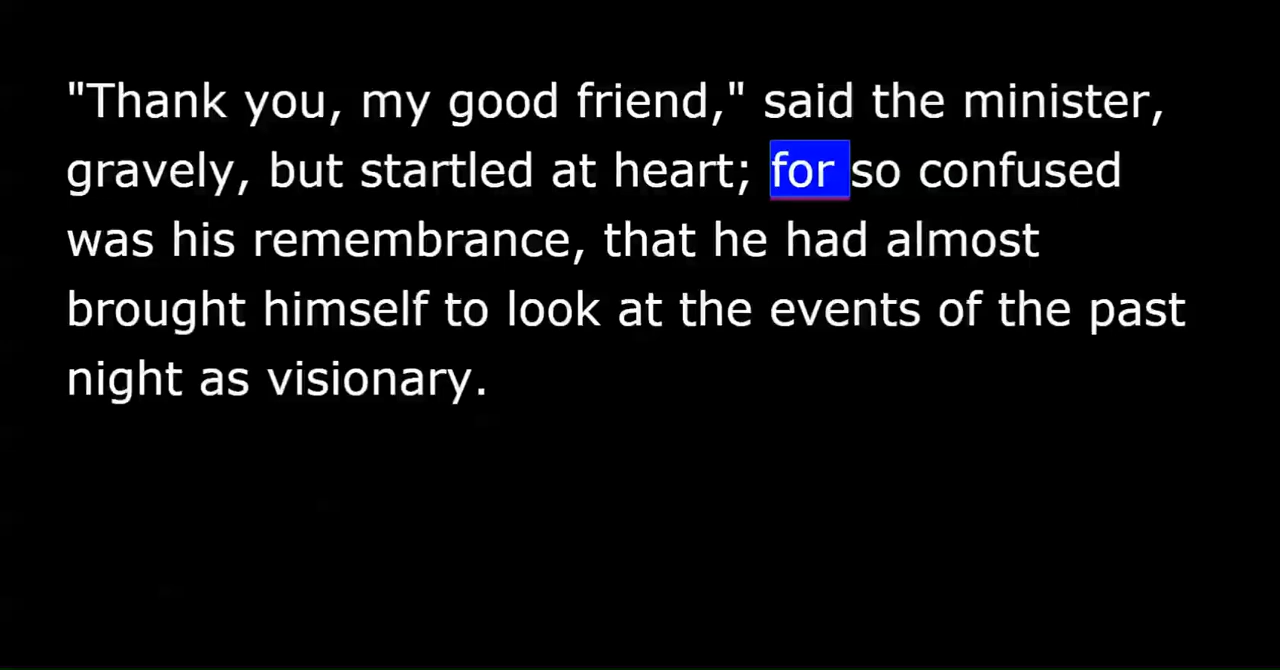 "Thank you, my good friend," said the minister,
gravely, but startled at heart; for so confused
was his remembrance, that he had almost
brought himself to look at the events of the past
night as visionary.